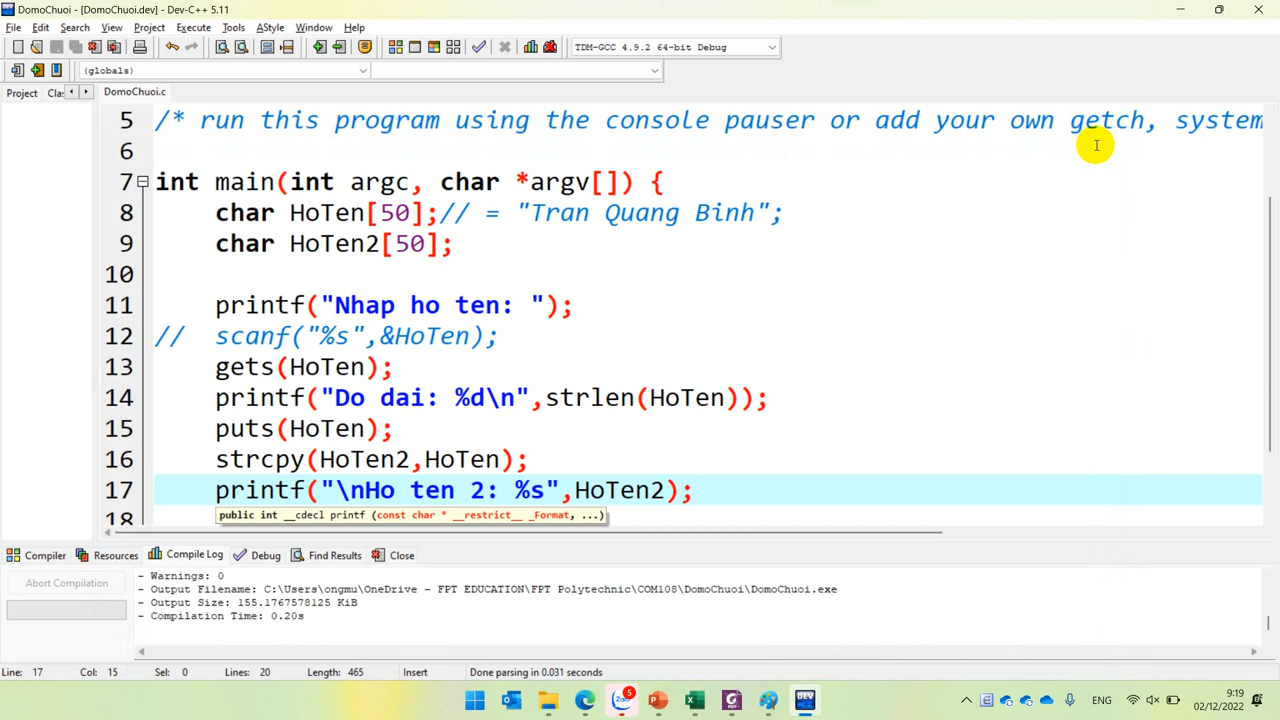 DomoChuoi - [DomoChuoi.dev] - Dev-C++ 5.11
File Edit Search View Project Execute Tools AStyle Window Help
TDM-GCC 4.9.2 64-bit Debug
(globals)
Project Clas DomoChuoi.c
5 /* run this program using the console pauser or add your own getch, system
6
7 int main(int argc, char *argv[]) {
8 char HoTen[50];// = "Tran Quang Binh";
9 char HoTen2[50];
10
11 printf("Nhap ho ten: ");
12 // scanf("%s",&HoTen);
13 gets(HoTen);
14 printf("Do dai: %d\n",strlen(HoTen));
15 puts(HoTen);
16 strcpy(HoTen2,HoTen);
17 printf("\nHo ten 2: %s",HoTen2);
public int __cdecl printf (const char * __restrict__ _Format, ...)
18
Compiler Resources Compile Log Debug Find Results Close
Abort Compilation
- Warnings: 0
- Output Filename: C:\Users\ongmu\OneDrive - FPT EDUCATION\FPT Polytechnic\COM108\DomoChuoi\DomoChuoi.exe
- Output Size: 155.1767578125 KiB
- Compilation Time: 0.20s
Line: 17 Col: 15 Sel: 0 Lines: 20 Length: 465 Insert Done parsing in 0.031 seconds
Zalo 5 DEV ENG 9:19
02/12/2022